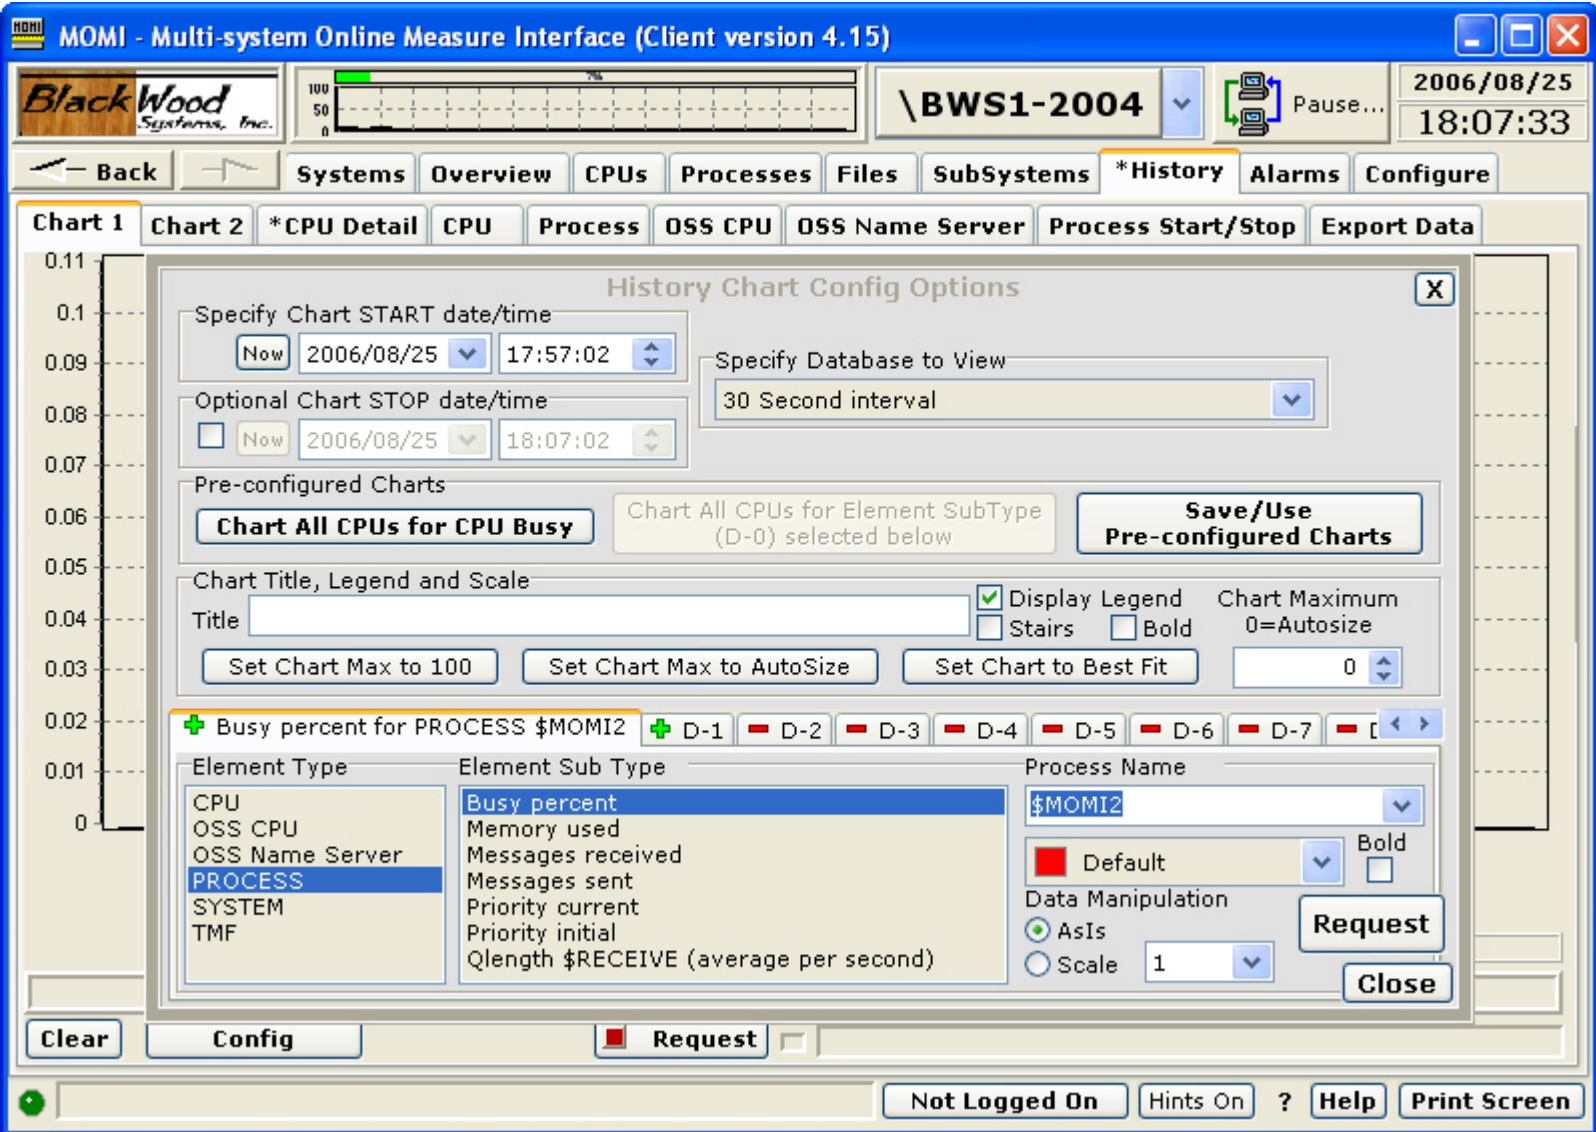 MOMI
MOMI - Multi-system Online Measure Interface (Client version 4.15)
BlackWood
Systems, Inc.
7%
100
50
0
\BWS1-2004
Pause...
2006/08/25
18:07:33
Back
Systems
Overview
CPUs
Processes
Files
SubSystems
*History
Alarms
Configure
Chart 1
Chart 2
*CPU Detail
CPU
Process
OSS CPU
OSS Name Server
Process Start/Stop
Export Data
0.11
0.1
0.09
0.08
0.07
0.06
0.05
0.04
0.03
0.02
0.01
0
History Chart Config Options
X
Specify Chart START date/time
Now
2006/08/25
17:57:02
Specify Database to View
30 Second interval
Optional Chart STOP date/time
Now
2006/08/25
18:07:02
Pre-configured Charts
Chart All CPUs for CPU Busy
Chart All CPUs for Element SubType
(D-0) selected below
Save/Use
Pre-configured Charts
Chart Title, Legend and Scale
Title
Display Legend
Stairs
Bold
Chart Maximum
0=Autosize
Set Chart Max to 100
Set Chart Max to AutoSize
Set Chart to Best Fit
0
Busy percent for PROCESS $MOMI2
D-1
D-2
D-3
D-4
D-5
D-6
D-7
Element Type
CPU
OSS CPU
OSS Name Server
PROCESS
SYSTEM
TMF
Element Sub Type
Busy percent
Memory used
Messages received
Messages sent
Priority current
Priority initial
Qlength $RECEIVE (average per second)
Process Name
$MOMI2
Default
Bold
Data Manipulation
AsIs
Scale
1
Request
Close
Clear
Config
Request
Not Logged On
Hints On
?
Help
Print Screen